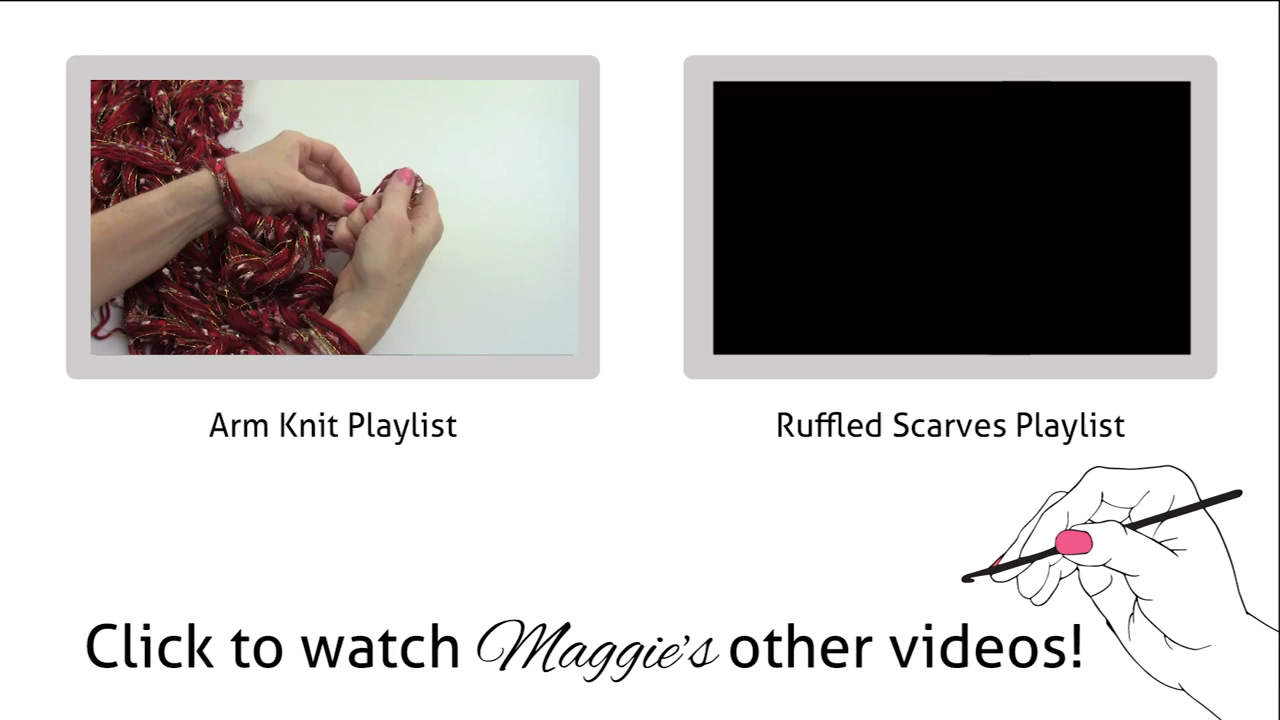 Arm Knit Playlist
Ruffled Scarves Playlist
Click to watch Maggie's other videos!